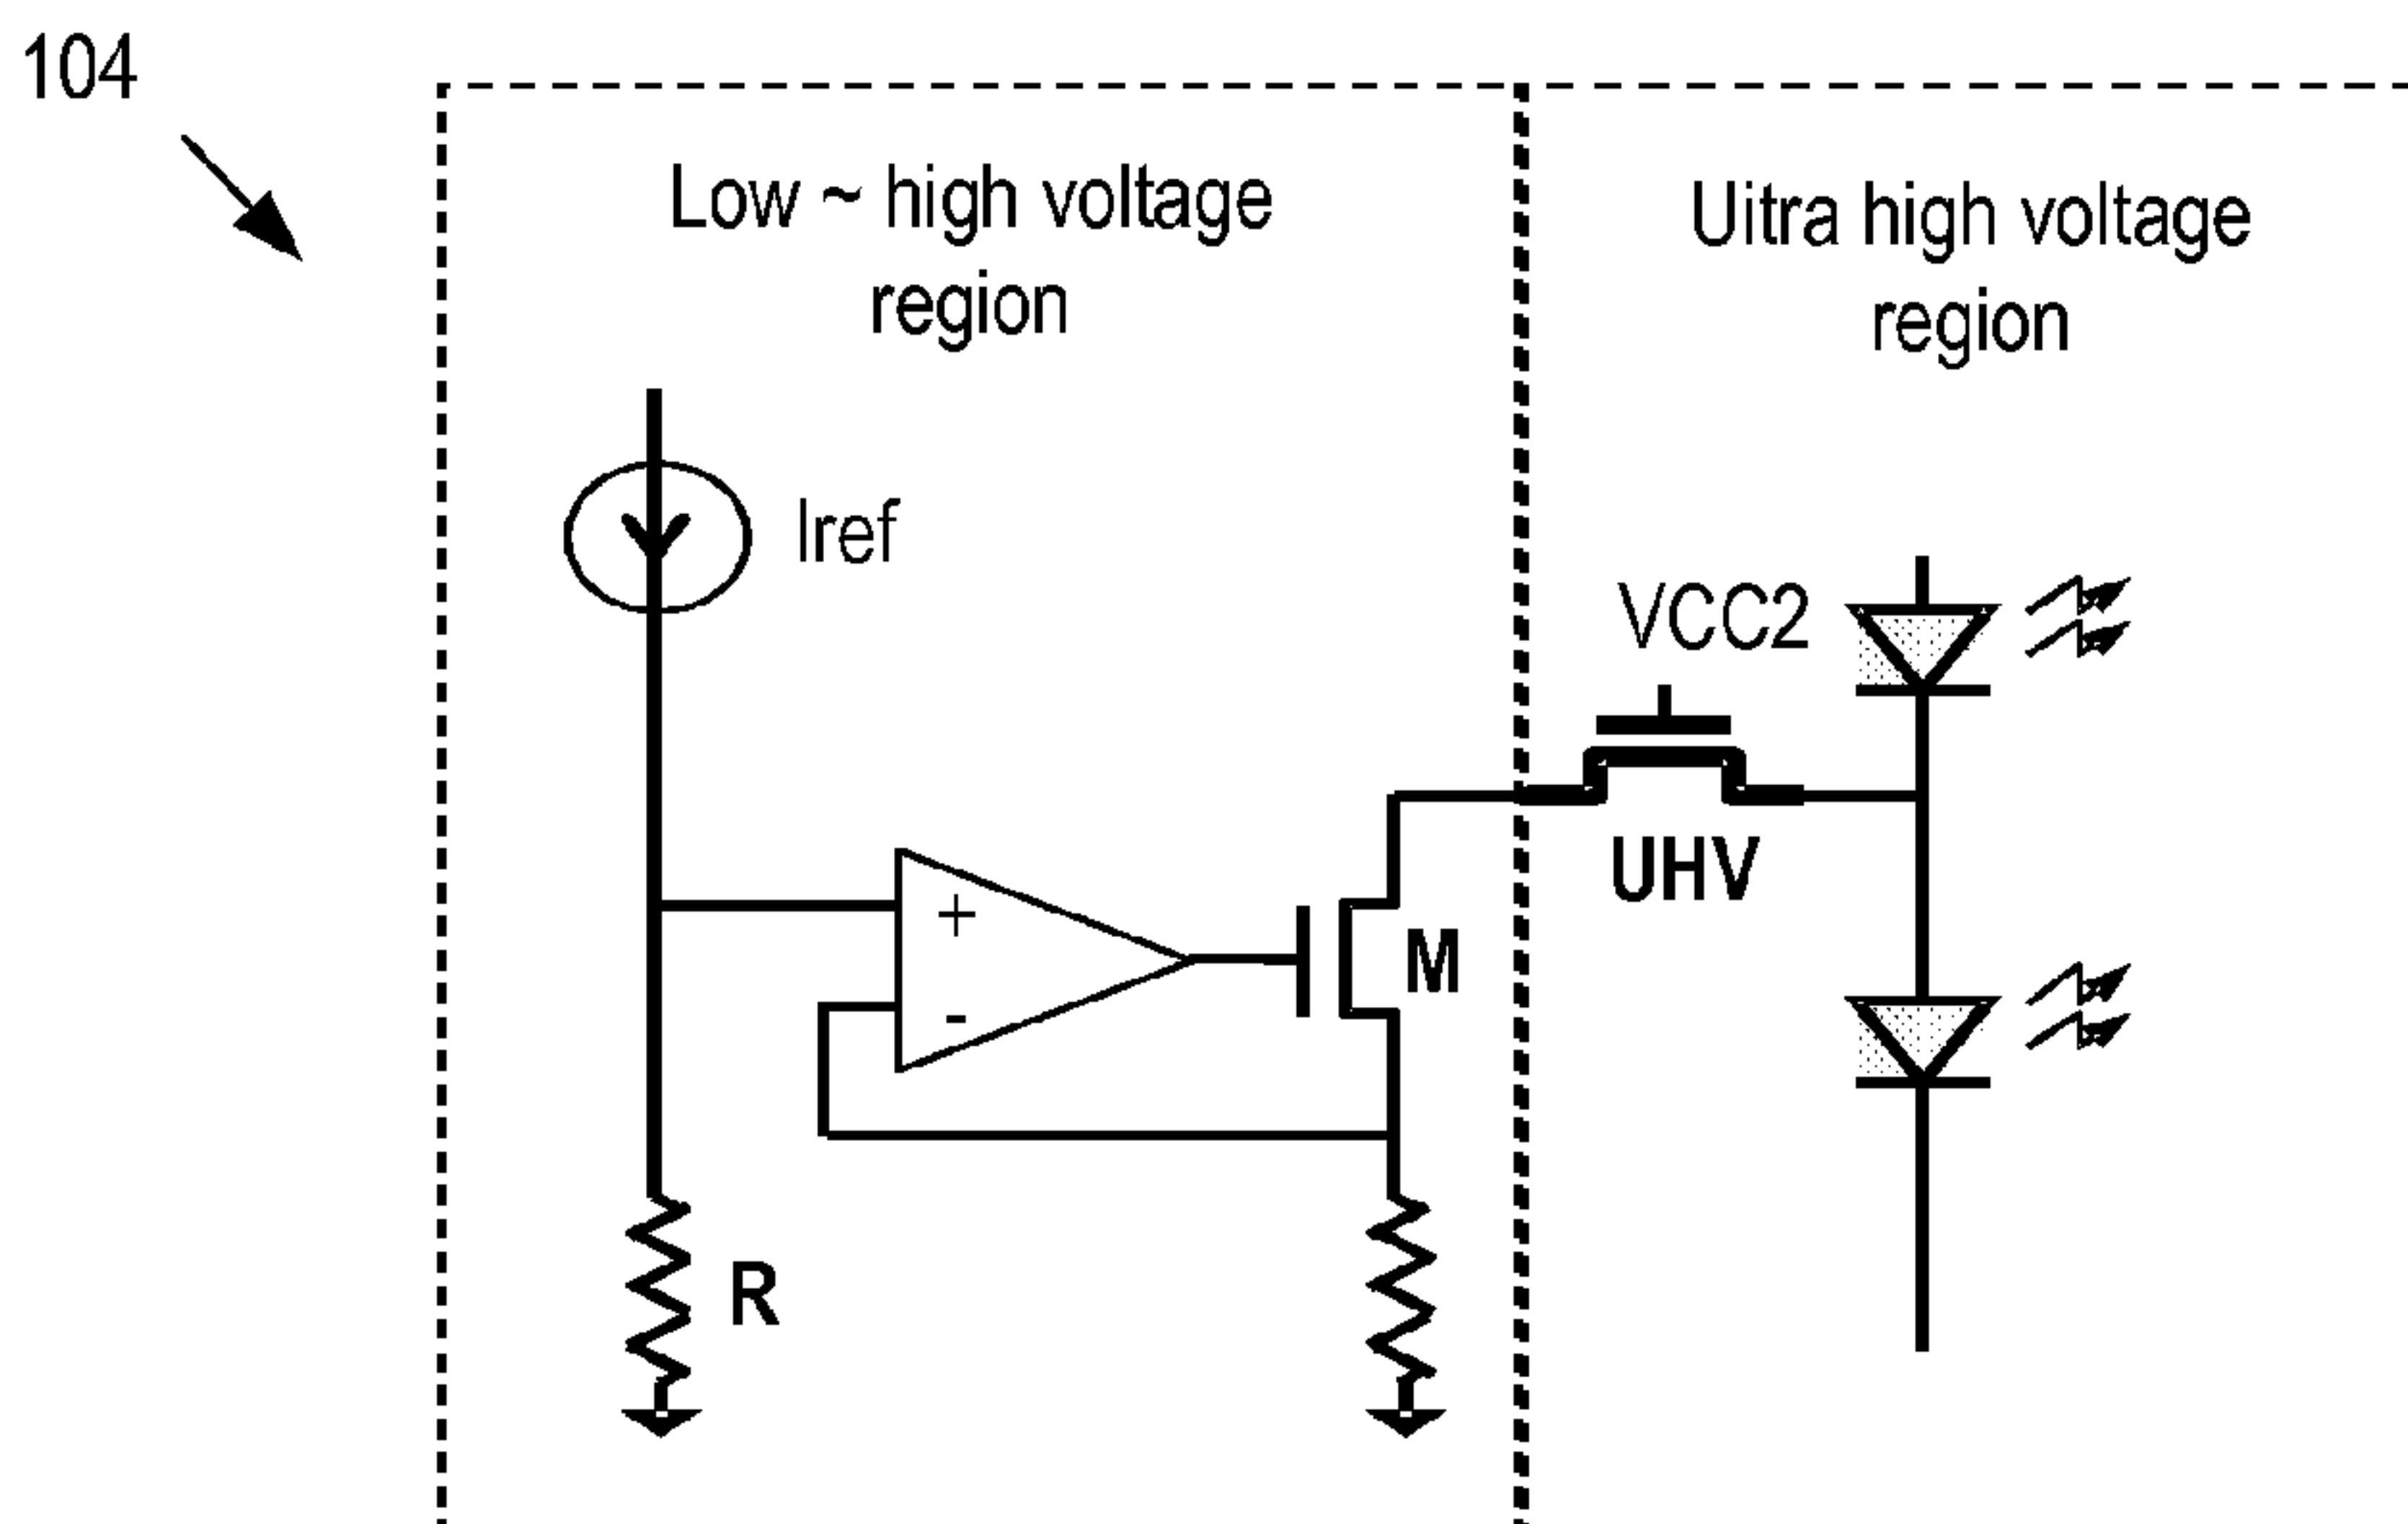 104
Low ~ high voltage
region
Uitra high voltage
region
Iref
VCC2
UHV
+
M
-
R